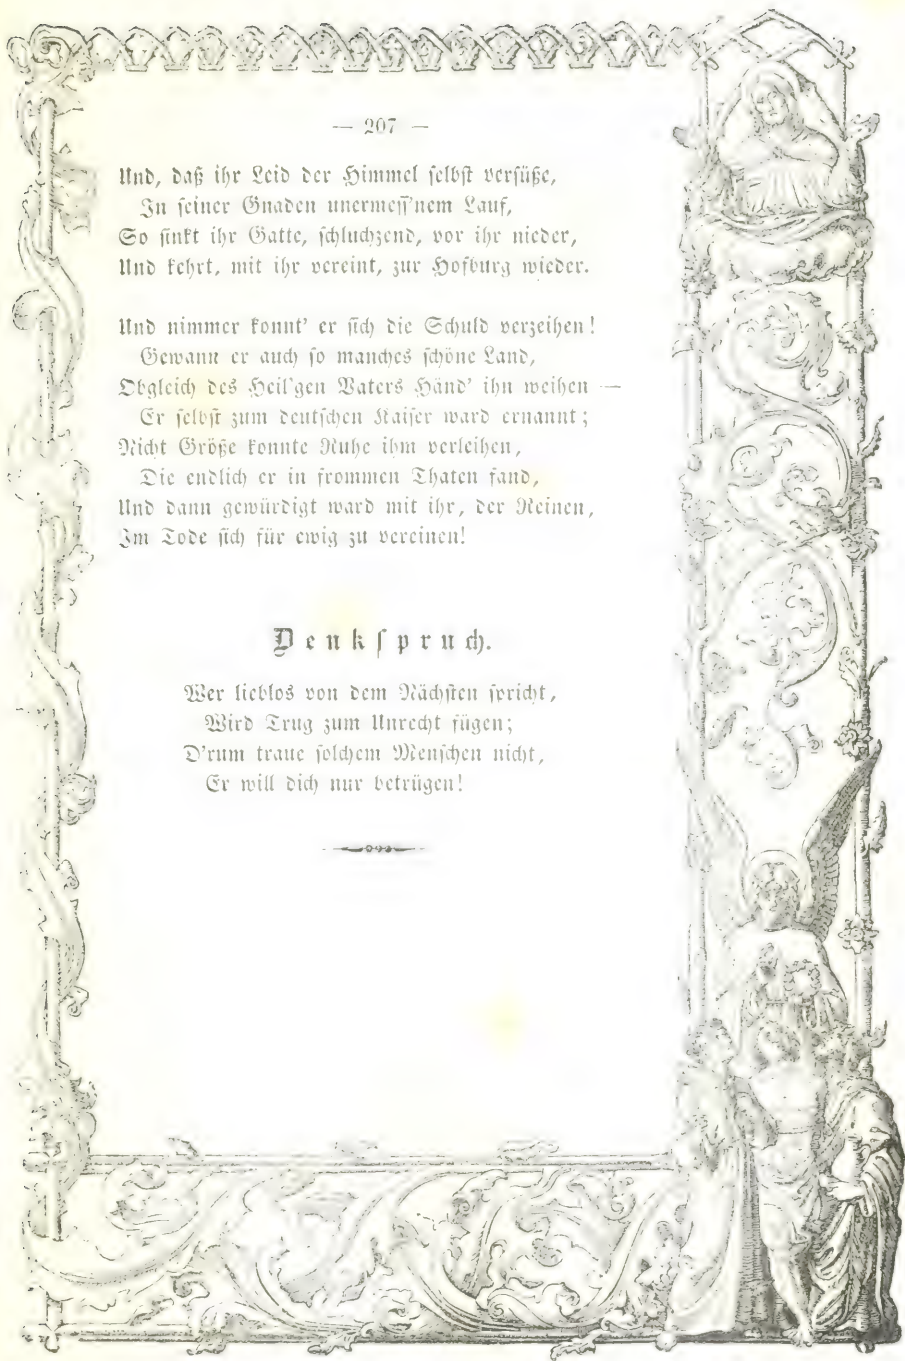 — 207 —
Und, daß ihr Leid der Himmel ſelbſt verſüße,
In ſeiner Gnaden unermeſſ'nem Lauf,
So ſinkt ihr Gatte, ſchluchzend, vor ihr nieder,
Und kehrt, mit ihr vereint, zur Hofburg wieder.
Und nimmer konnt' er ſich die Schuld verzeihen!
Gewann er auch ſo manches ſchöne Land,
Obgleich des Heil'gen Vaters Händ' ihn weihen —
Er ſelbſt zum deutſchen Kaiſer ward ernannt;
Nicht Größe konnte Ruhe ihm verleihen,
Die endlich er in frommen Thaten fand,
Und dann gewürdigt ward mit ihr, der Reinen,
Im Tode ſich für ewig zu vereinen!
Denkſpruch.
Wer lieblos von dem Nächſten ſpricht,
Wird Trug zum Unrecht fügen;
D'rum traue ſolchem Menſchen nicht,
Er will dich nur betrügen!